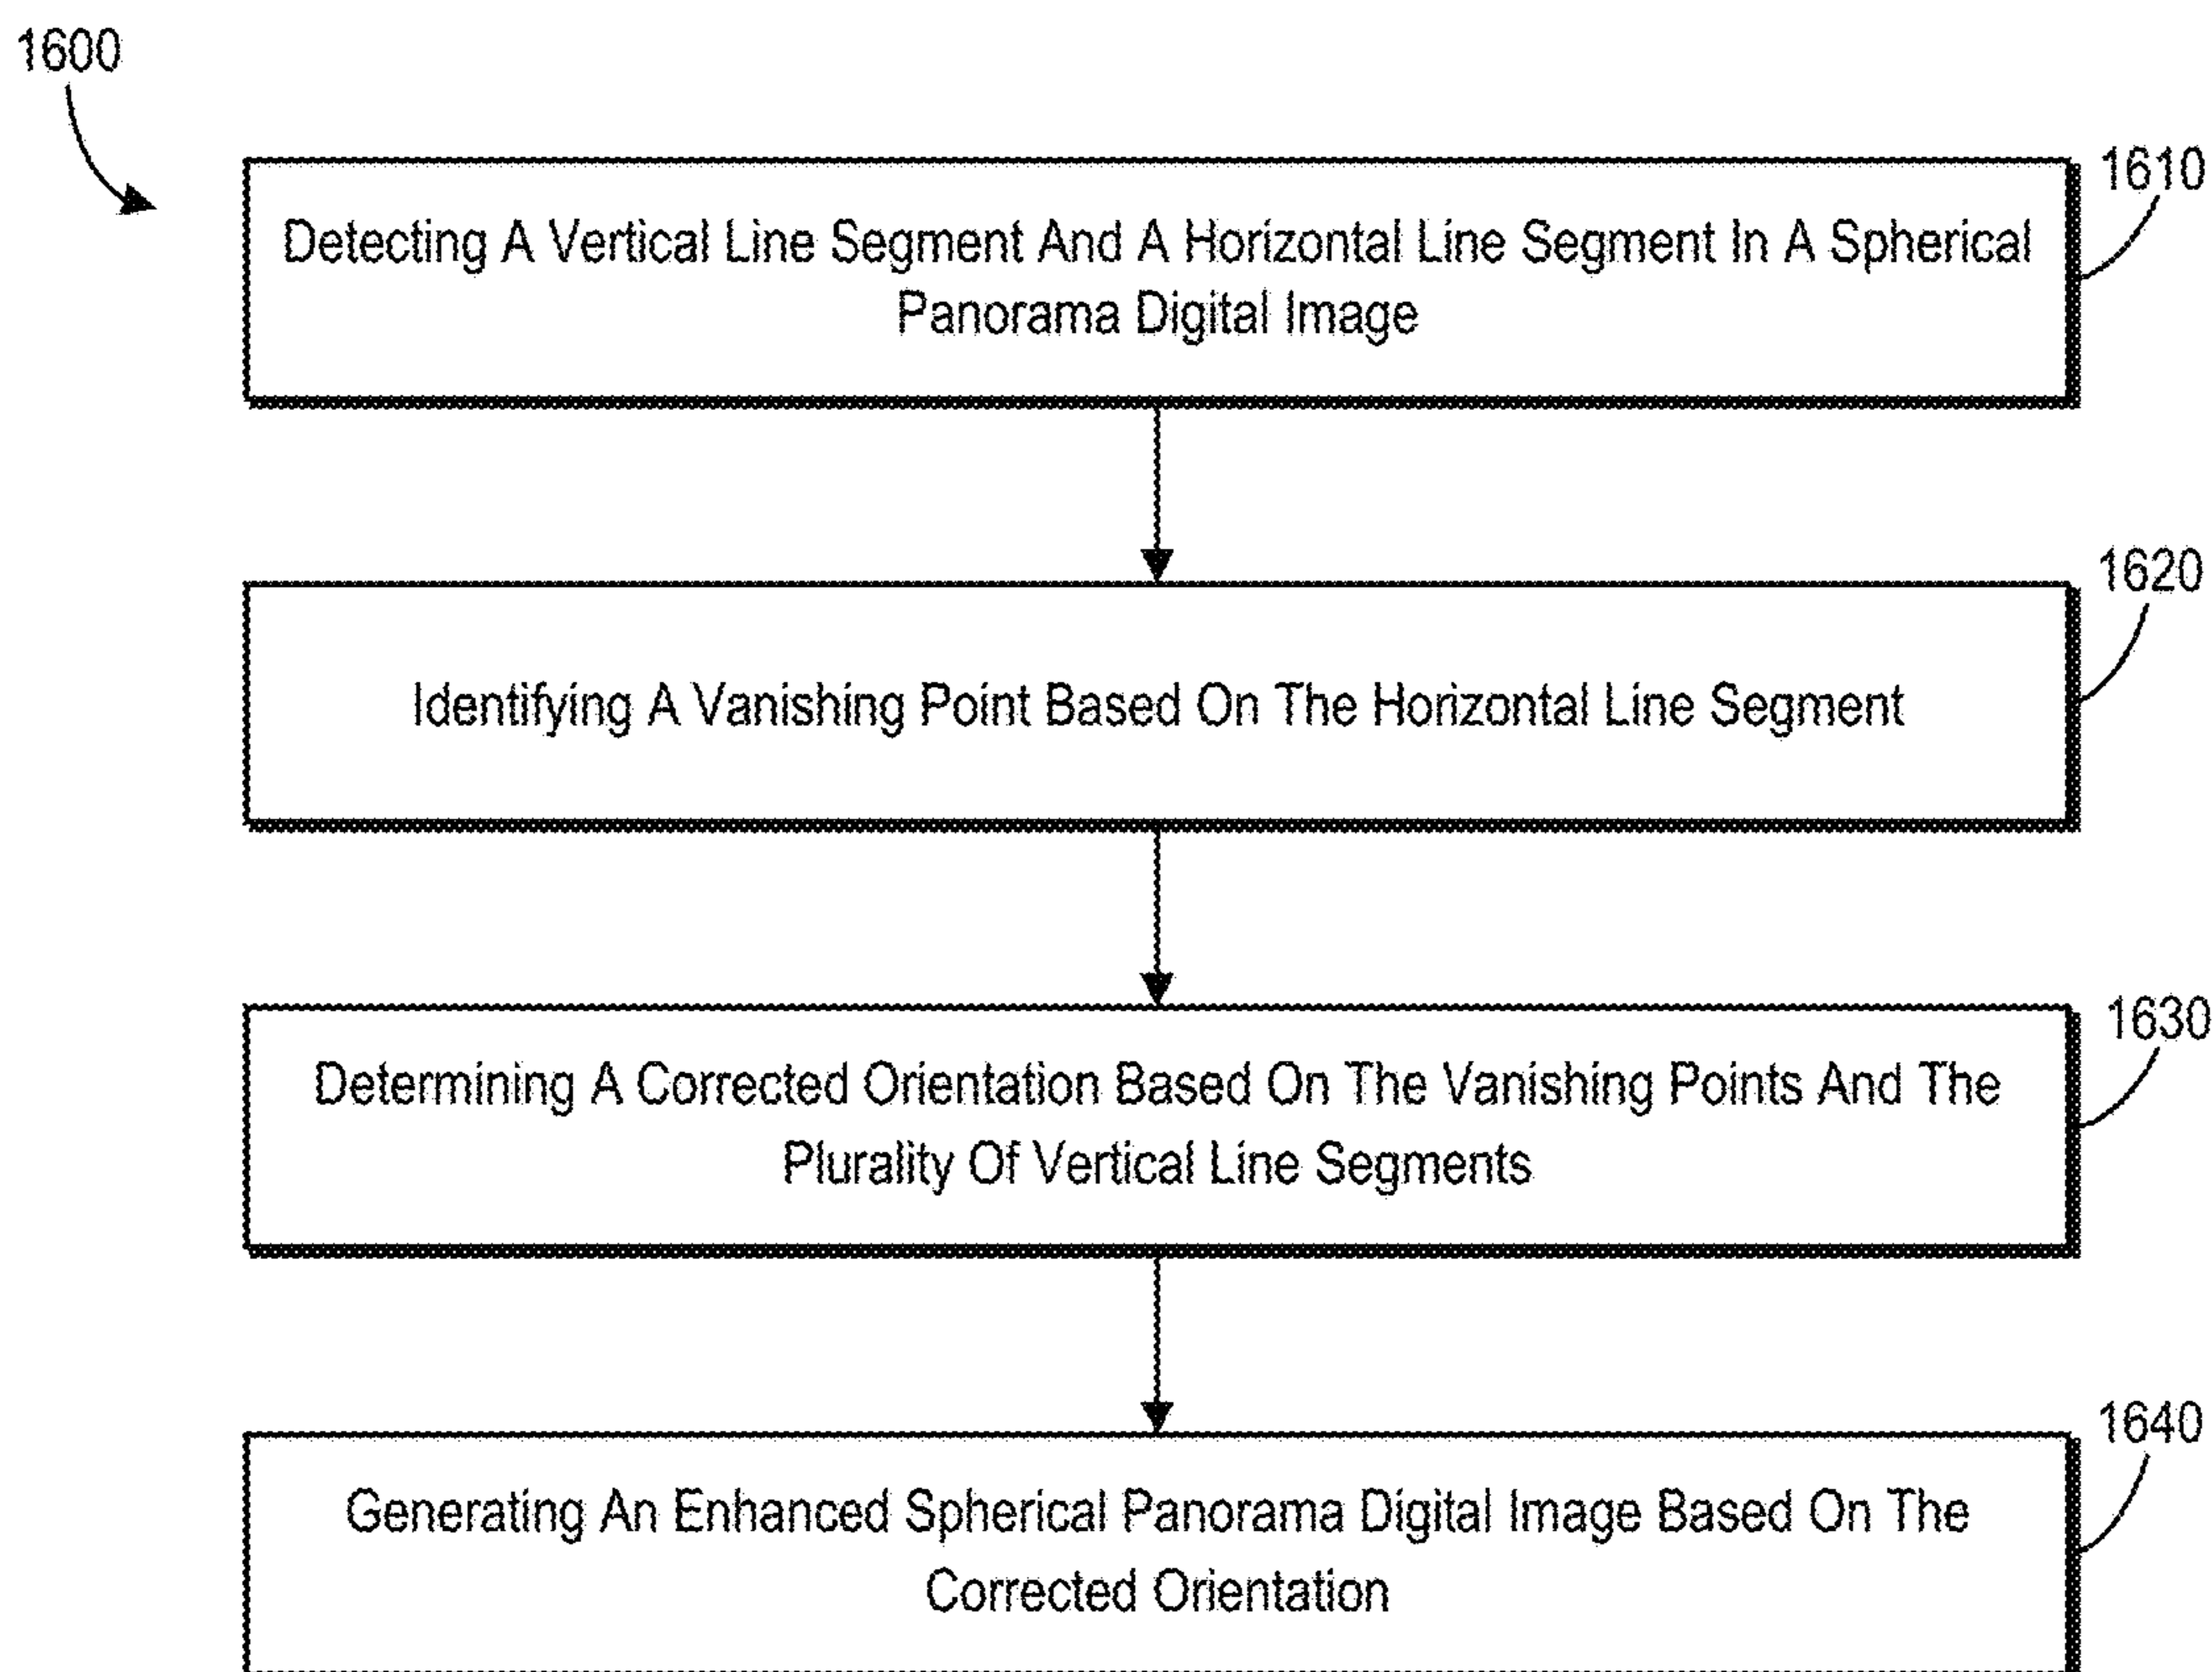 1600
1610
Detecting A Vertical Line Segment And A Horizontal Line Segment In A Spherical
Panorama Digital Image
1620
Identifying A Vanishing Point Based On The Horizontal Line Segment
1630
Determining A Corrected Orientation Based On The Vanishing Points And The
Plurality Of Vertical Line Segments
1640
Generating An Enhanced Spherical Panorama Digital Image Based On The
Corrected Orientation